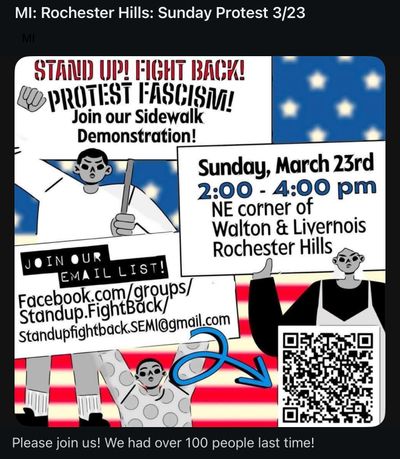 MI: Rochester Hills: Sunday Protest 3/23
MI
STAND UP! FIGHT BACK!
PROTEST FASCISM!
Join our Sidewalk
Demonstration!
Sunday, March 23rd
2:00 - 4:00 pm
NE corner of
Walton & Livernois
Rochester Hills
JOIN OUR
EMAIL LIST!
Facebook.com/groups/
Standup.FightBack/
Standupfightback.SEMI@gmail.com
Please join us! We had over 100 people last time!